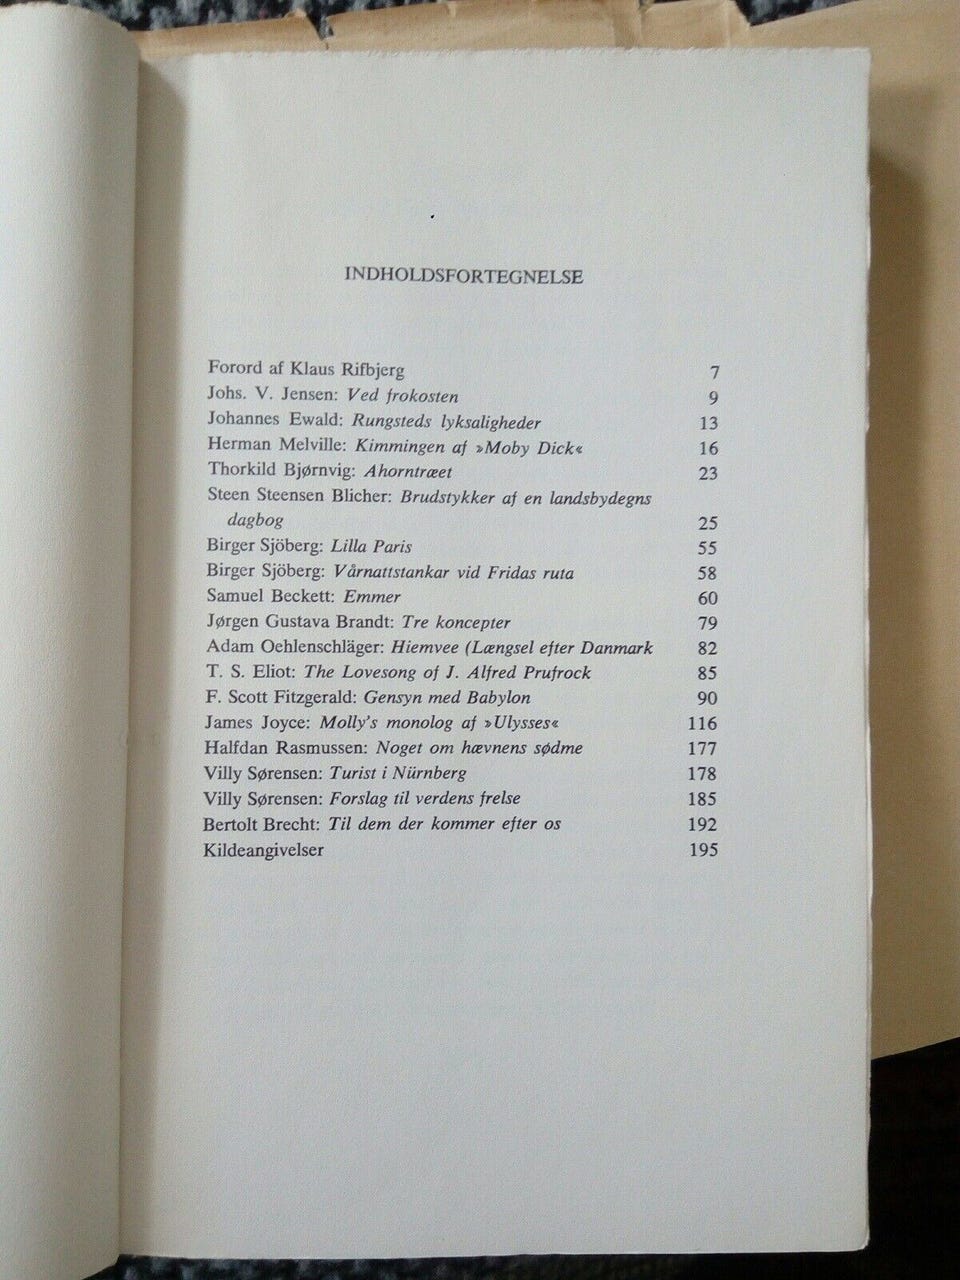 INDHOLDSFORTEGNELSE
Forord af Klaus Rifbjerg 7
Johs. V. Jensen: Ved frokosten 9
Johannes Ewald: Rungsteds lyksaligheder 13
Herman Melville: Kimmingen af »Moby Dick« 16
Thorkild Bjørnvig: Ahorntræet 23
Steen Steensen Blicher: Brudstykker af en landsbydegns
dagbog 25
Birger Sjöberg: Lilla Paris 55
Birger Sjöberg: Vårnattstankar vid Fridas ruta 58
Samuel Beckett: Emmer 60
Jørgen Gustava Brandt: Tre koncepter 79
Adam Oehlenschläger: Hiemvee (Længsel efter Danmark 82
T. S. Eliot: The Lovesong of J. Alfred Prufrock 85
F. Scott Fitzgerald: Gensyn med Babylon 90
James Joyce: Molly's monolog af »Ulysses« 116
Halfdan Rasmussen: Noget om hævnens sødme 177
Villy Sørensen: Turist i Nürnberg 178
Villy Sørensen: Forslag til verdens frelse 185
Bertolt Brecht: Til dem der kommer efter os 192
Kildeangivelser 195